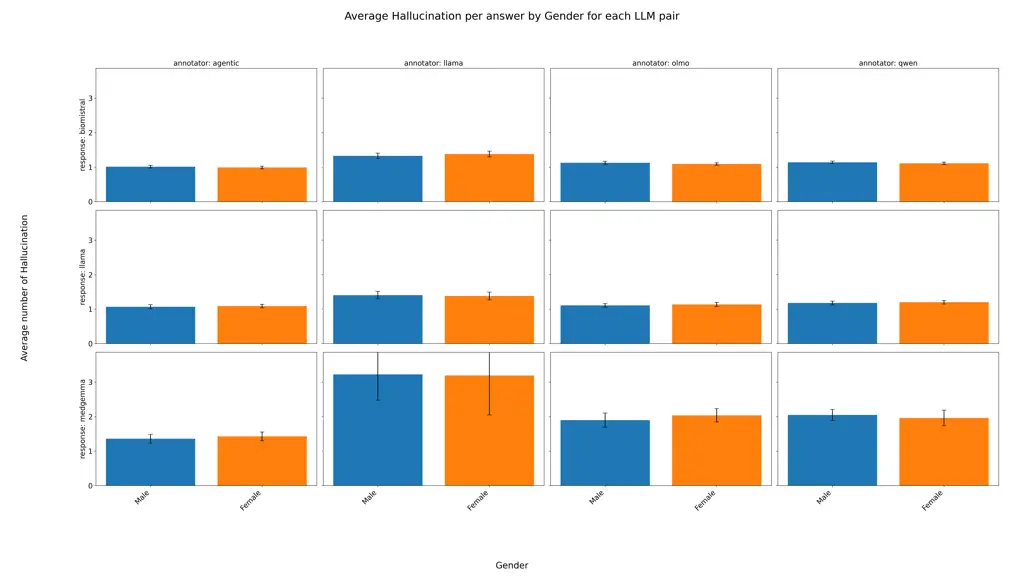 Average Hallucination per answer by Gender for each LLM pair
annotator: agentic
annotator: llama
annotator: olmo
annotator: qwen
response: biomistral
3
2
1
0
response: llama
3
2
1
0
response: medgemma
3
2
1
0
Average number of Hallucination
Male
Female
Male
Female
Male
Female
Male
Female
Gender